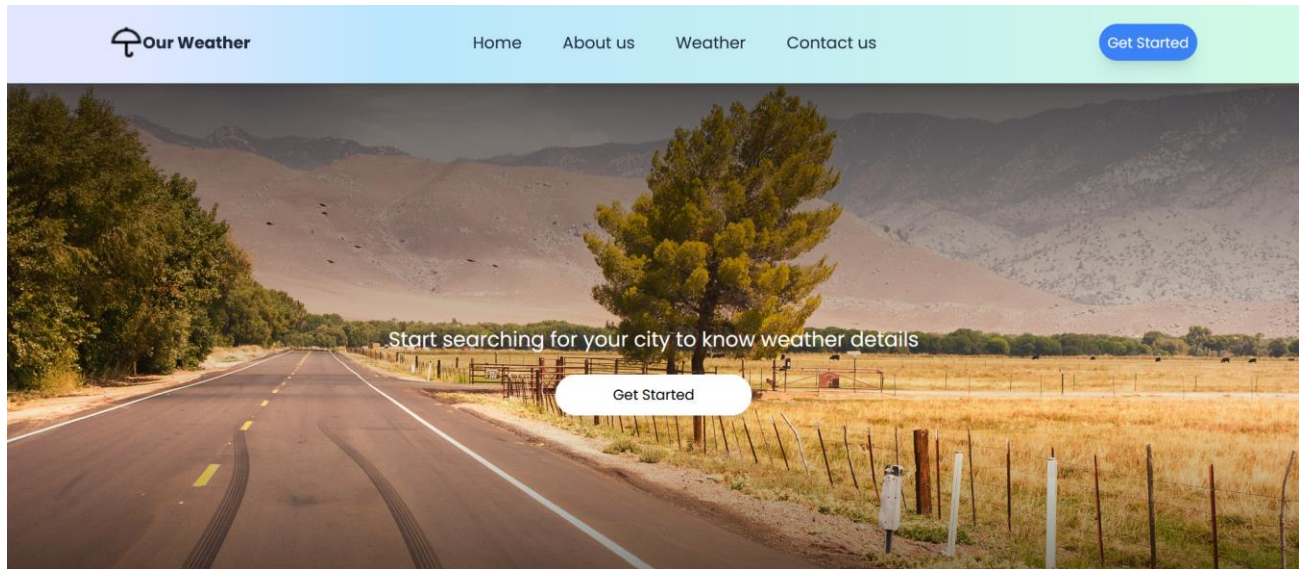 Our Weather
Home About us Weather Contact us
Get Started
Start searching for your city to know weather details
Get Started